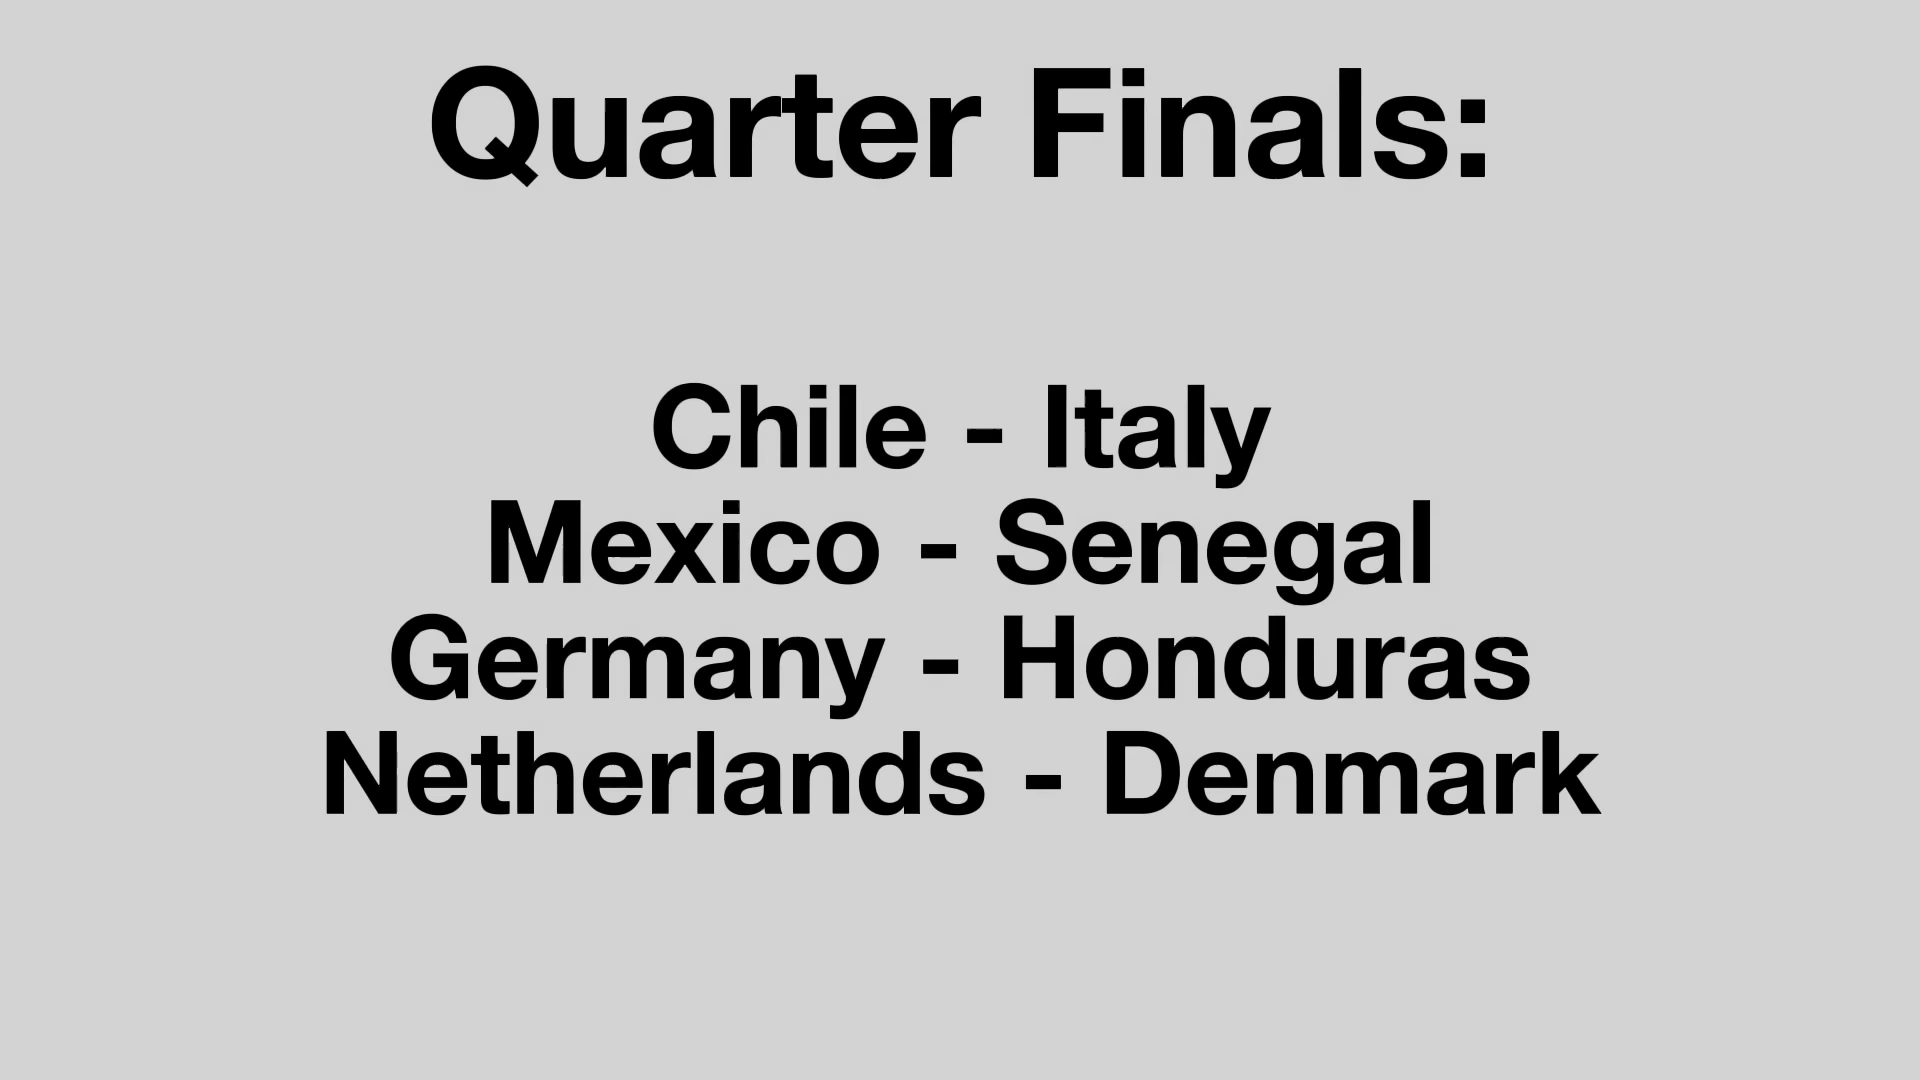 Quarter Finals:
Chile - Italy
Mexico - Senegal
Germany - Honduras
Netherlands - Denmark